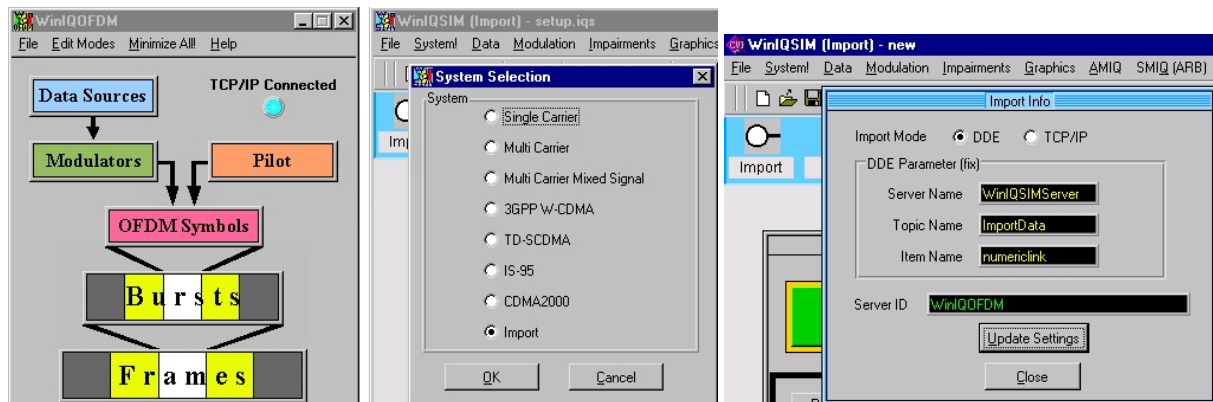 WinIQOFDM
File Edit Modes Minimize All! Help
Data Sources
TCP/IP Connected
Modulators
Pilot
OFDM Symbols
Bursts
Frames
WinIQSIM (Import) - setup.iqs
File System! Data Modulation Impairments Graphics
System Selection
System
Single Carrier
Multi Carrier
Multi Carrier Mixed Signal
3GPP W-CDMA
TD-SCDMA
IS-95
CDMA2000
Import
OK Cancel
WinIQSIM (Import) - new
File System! Data Modulation Impairments Graphics AMIQ SMIQ (ARB)
Import Info
Import
Import Mode DDE TCP/IP
DDE Parameter (fix)
Server Name WinIQSIMServer
Topic Name ImportData
Item Name numericlink
Server ID WinIQOFDM
Update Settings
Close